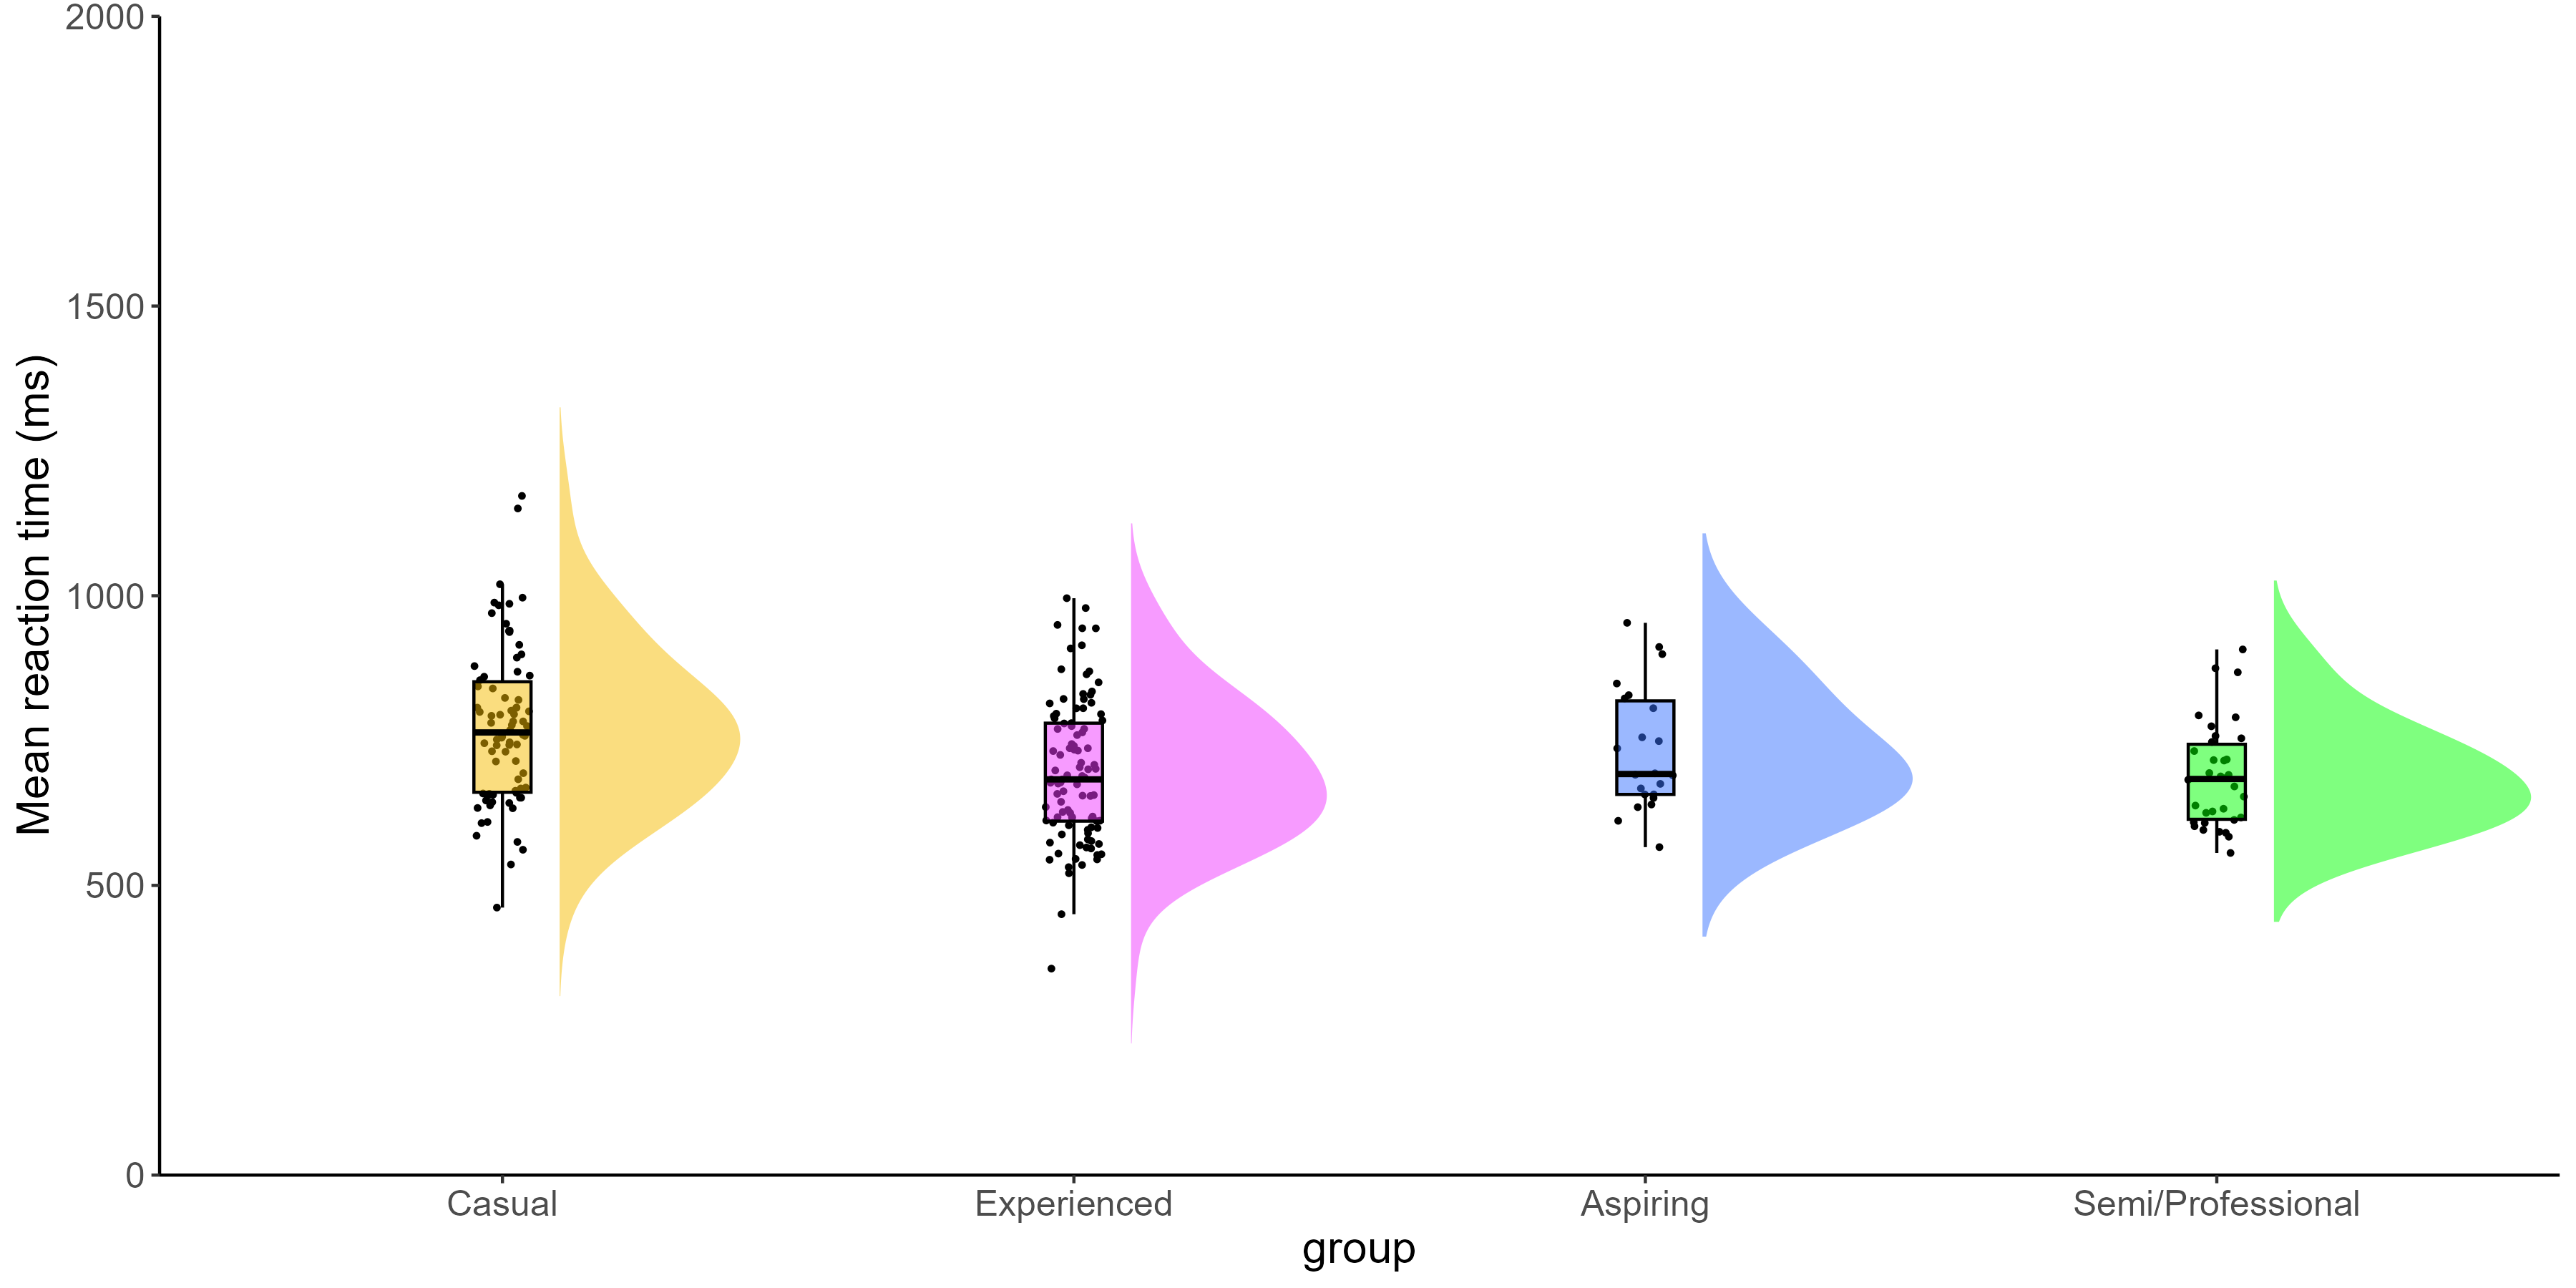 2000
1500
1000
500
0
Mean reaction time (ms)
Casual Experienced Aspiring Semi/Professional
group